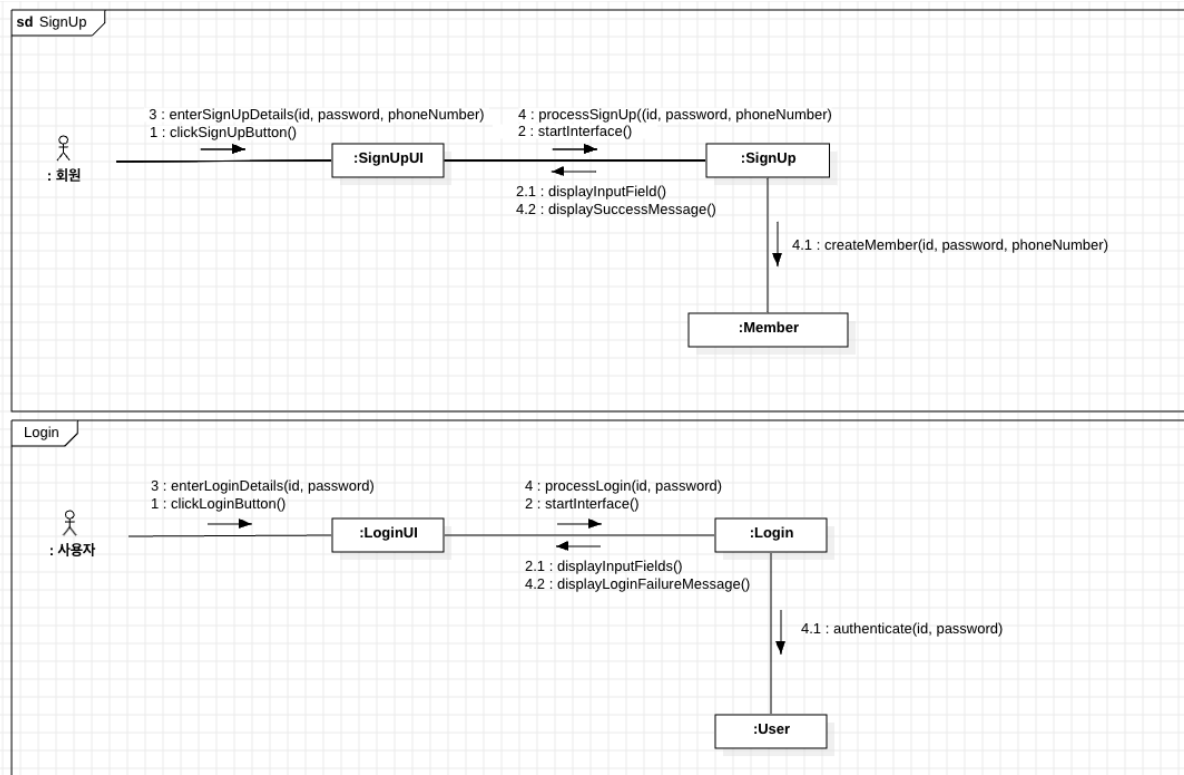 sd SignUp
3 : enterSignUpDetails(id, password, phoneNumber)
1 : clickSignUpButton()
4 : processSignUp((id, password, phoneNumber)
2 : startInterface()
: 회원
:SignUpUI
:SignUp
2.1 : displayInputField()
4.2 : displaySuccessMessage()
4.1 : createMember(id, password, phoneNumber)
:Member
Login
3 : enterLoginDetails(id, password)
1 : clickLoginButton()
4 : processLogin(id, password)
2 : startInterface()
: 사용자
:LoginUI
:Login
2.1 : displayInputFields()
4.2 : displayLoginFailureMessage()
4.1 : authenticate(id, password)
:User